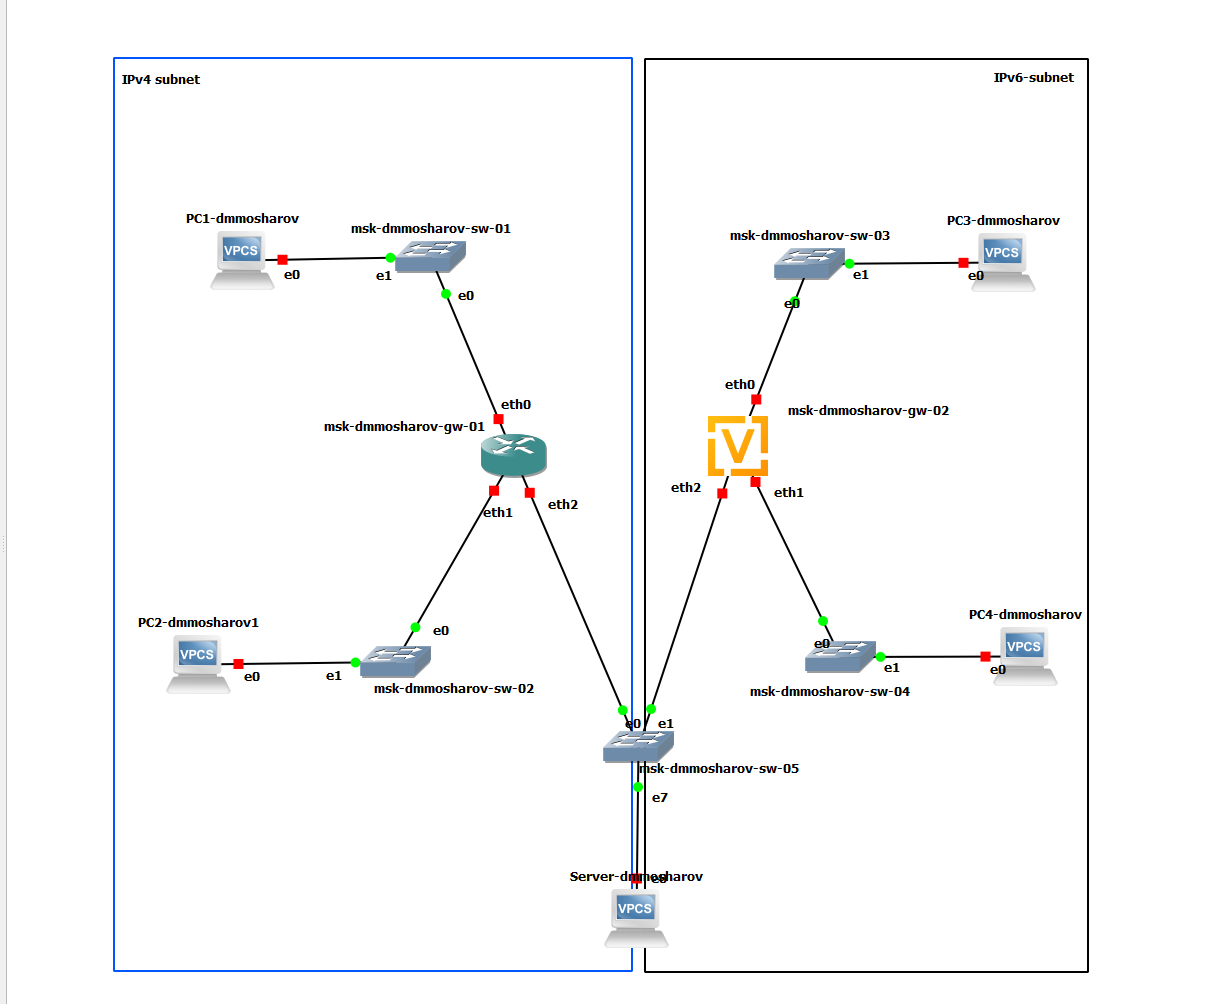 IPv4 subnet
IPv6-subnet
PC1-dmmosharov
VPCS
e0
msk-dmmosharov-sw-01
e1
e0
eth0
msk-dmmosharov-gw-01
eth1
eth2
PC2-dmmosharov1
VPCS
e0
e1
e0
msk-dmmosharov-sw-02
msk-dmmosharov-sw-03
e1
e0
PC3-dmmosharov
VPCS
e0
eth0
msk-dmmosharov-gw-02
V
eth2
eth1
e0
e1
msk-dmmosharov-sw-04
PC4-dmmosharov
VPCS
e0
e0
e1
msk-dmmosharov-sw-05
e7
Server-dmmosharov
e0
VPCS